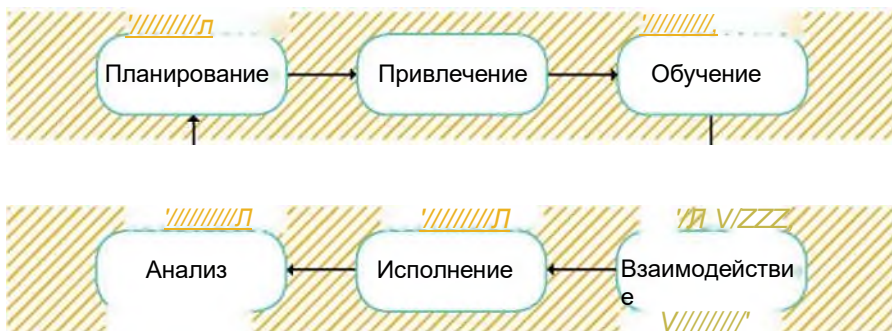 Планирование
Привлечение
Обучение
Анализ
Исполнение
Взаимодействи
е